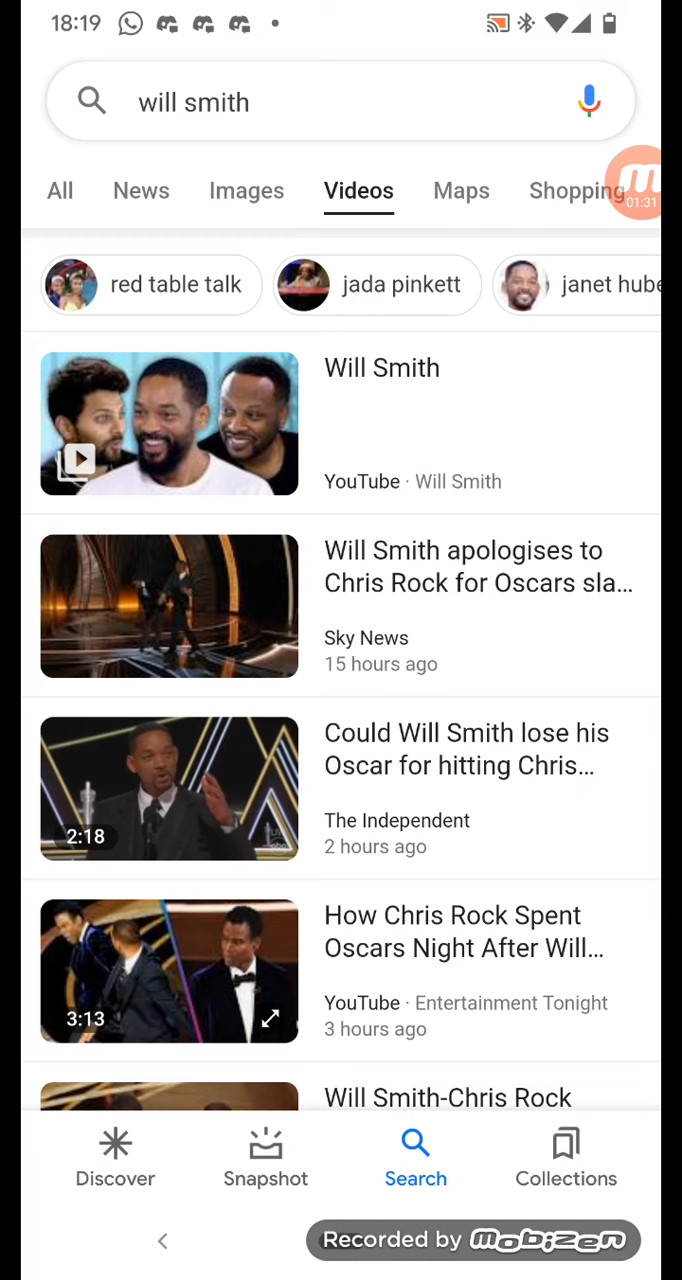 18:19
will smith
All News Images Videos Maps Shopping
01:31
red table talk jada pinkett janet hube
Will Smith
YouTube · Will Smith
Will Smith apologises to
Chris Rock for Oscars sla...
Sky News
15 hours ago
Could Will Smith lose his
Oscar for hitting Chris...
2:18
The Independent
2 hours ago
How Chris Rock Spent
Oscars Night After Will...
3:13
YouTube · Entertainment Tonight
3 hours ago
Will Smith-Chris Rock
Discover Snapshot Search Collections
Recorded by mobizen